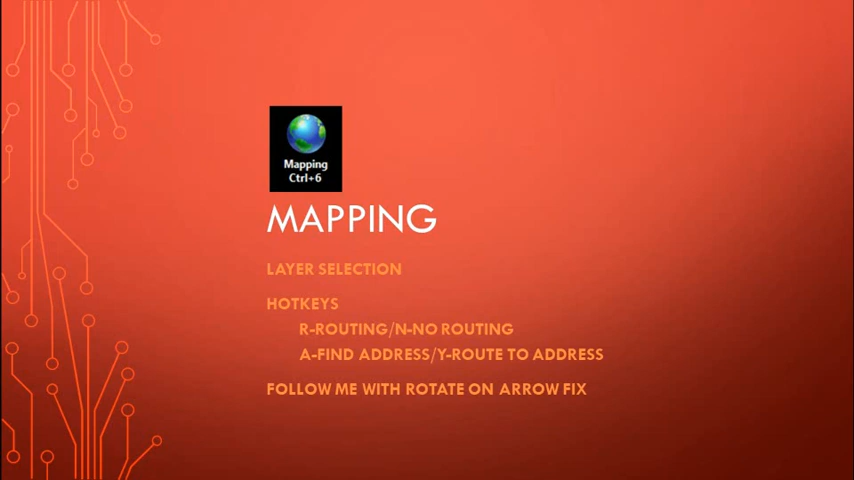 Mapping
Ctrl+6
MAPPING
LAYER SELECTION
HOTKEYS
R-ROUTING/N-NO ROUTING
A-FIND ADDRESS/Y-ROUTE TO ADDRESS
FOLLOW ME WITH ROTATE ON ARROW FIX